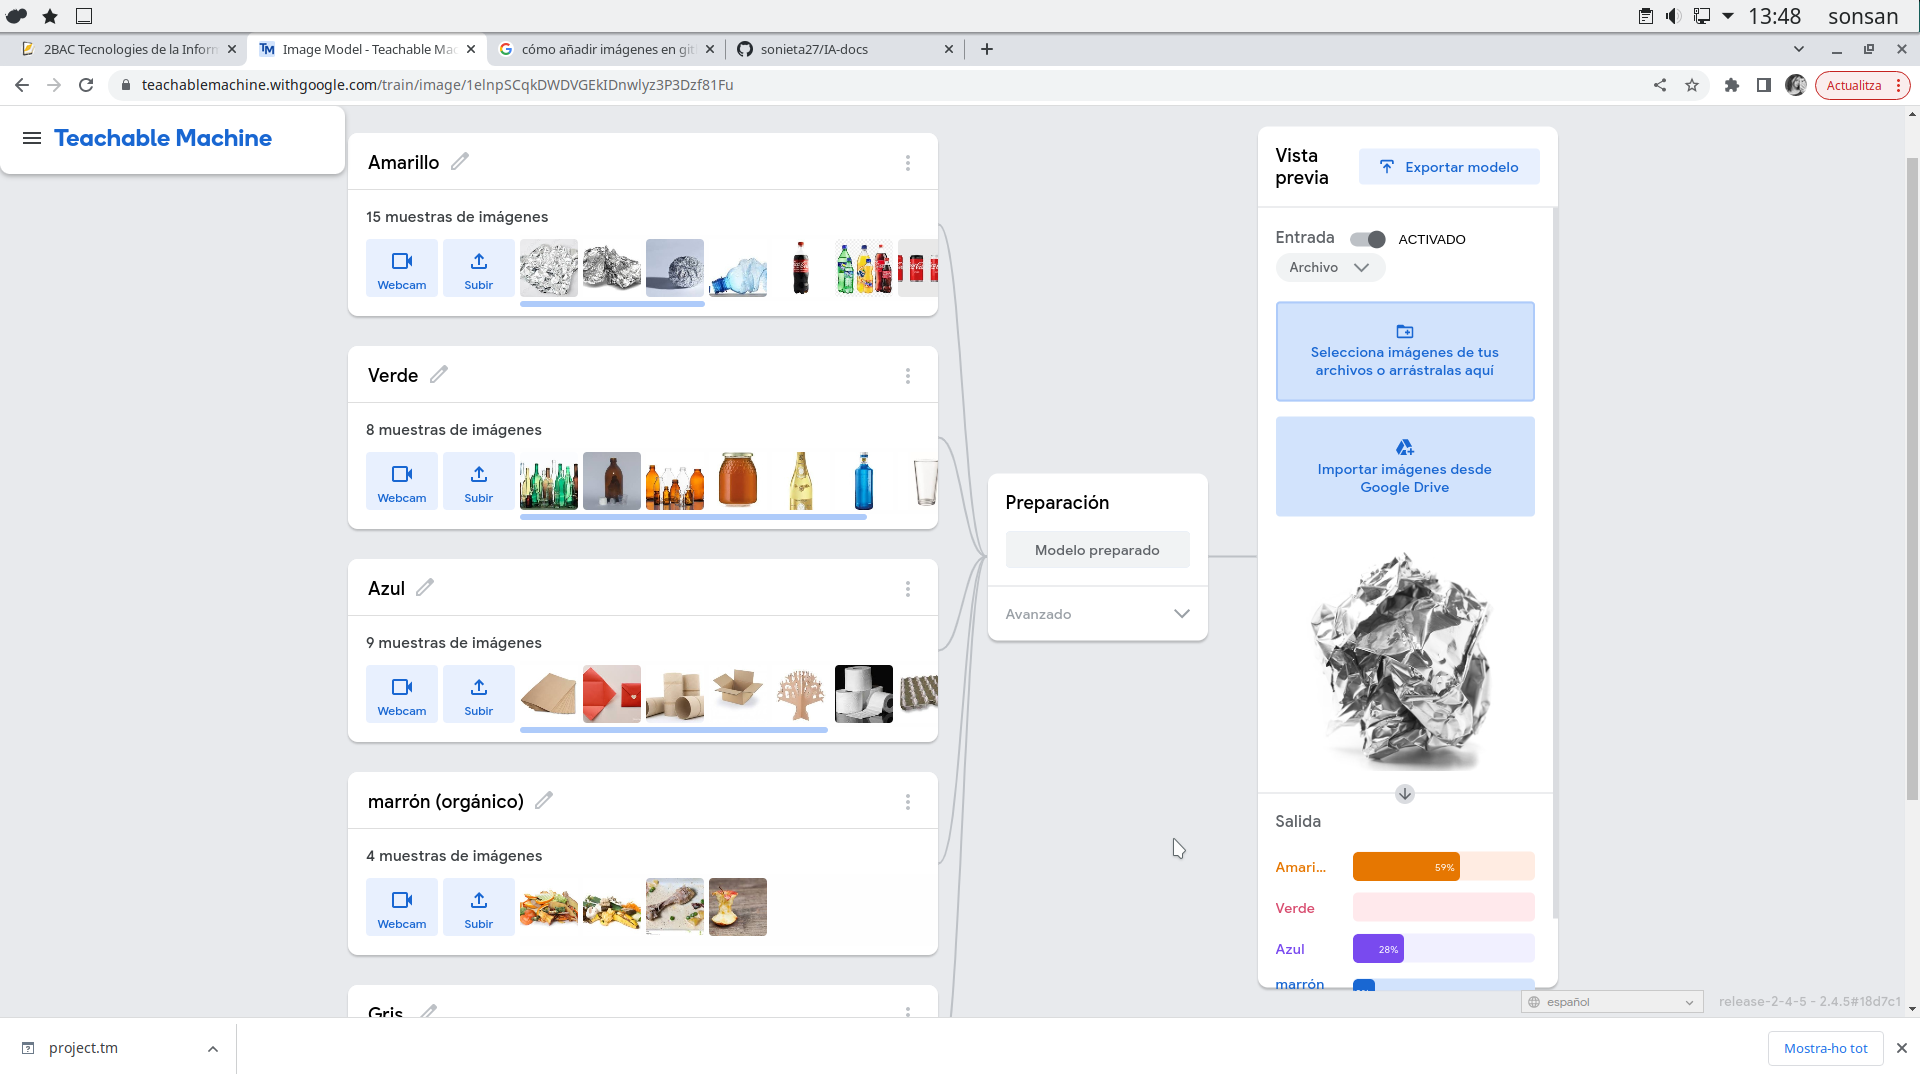 13:48 sonsan
2BAC Tecnologies de la Inform
Image Model - Teachable Mac
cómo añadir imágenes en git
sonieta27/IA-docs
teachablemachine.withgoogle.com/train/image/1elnpSCqkDWDVGEkIDnwlyz3P3Dzf81Fu
Actualitza
Teachable Machine
Amarillo
15 muestras de imágenes
Webcam
Subir
Verde
8 muestras de imágenes
Webcam
Subir
Azul
9 muestras de imágenes
Webcam
Subir
marrón (orgánico)
4 muestras de imágenes
Webcam
Subir
Gris
Preparación
Modelo preparado
Avanzado
Vista
previa
Exportar modelo
Entrada
ACTIVADO
Archivo
Selecciona imágenes de tus
archivos o arrástralas aquí
Importar imágenes desde
Google Drive
Salida
Amari...
59%
Verde
Azul
28%
marrón
español
release-2-4-5 - 2.4.5#18d7c1
project.tm
Mostra-ho tot